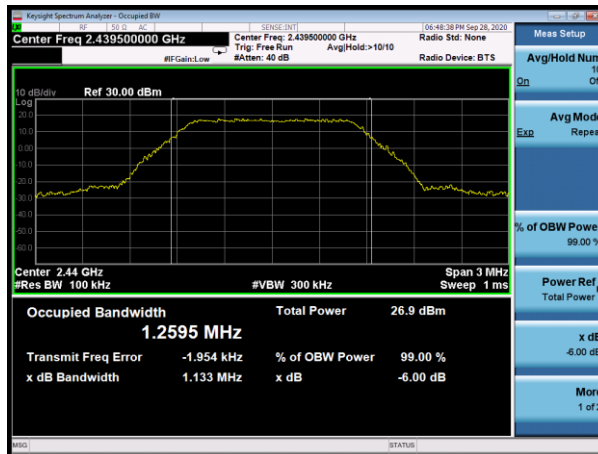 Keysight Spectrum Analyzer - Occupied BW
RF 50 Ω AC SENSE:INT 06:48:38 PM Sep 28, 2020
Center Freq 2.439500000 GHz
Center Freq: 2.439500000 GHz
Radio Std: None
Trig: Free Run Avg|Hold:>10/10
#IFGain:Low #Atten: 40 dB Radio Device: BTS
10 dB/div Ref 30.00 dBm
Log
20.0
10.0
0.00
-10.0
-20.0
-30.0
-40.0
-50.0
-60.0
Center 2.44 GHz Span 3 MHz
#Res BW 100 kHz #VBW 300 kHz Sweep 1 ms
Occupied Bandwidth Total Power 26.9 dBm
1.2595 MHz
Transmit Freq Error -1.954 kHz % of OBW Power 99.00 %
x dB Bandwidth 1.133 MHz x dB -6.00 dB
MSG STATUS
Meas Setup
Avg/Hold Num
10
On Of
Avg Mode
Exp Repea
% of OBW Powe
99.00 %
Power Ref
Total Power
x dB
-6.00 dB
More
1 of 2